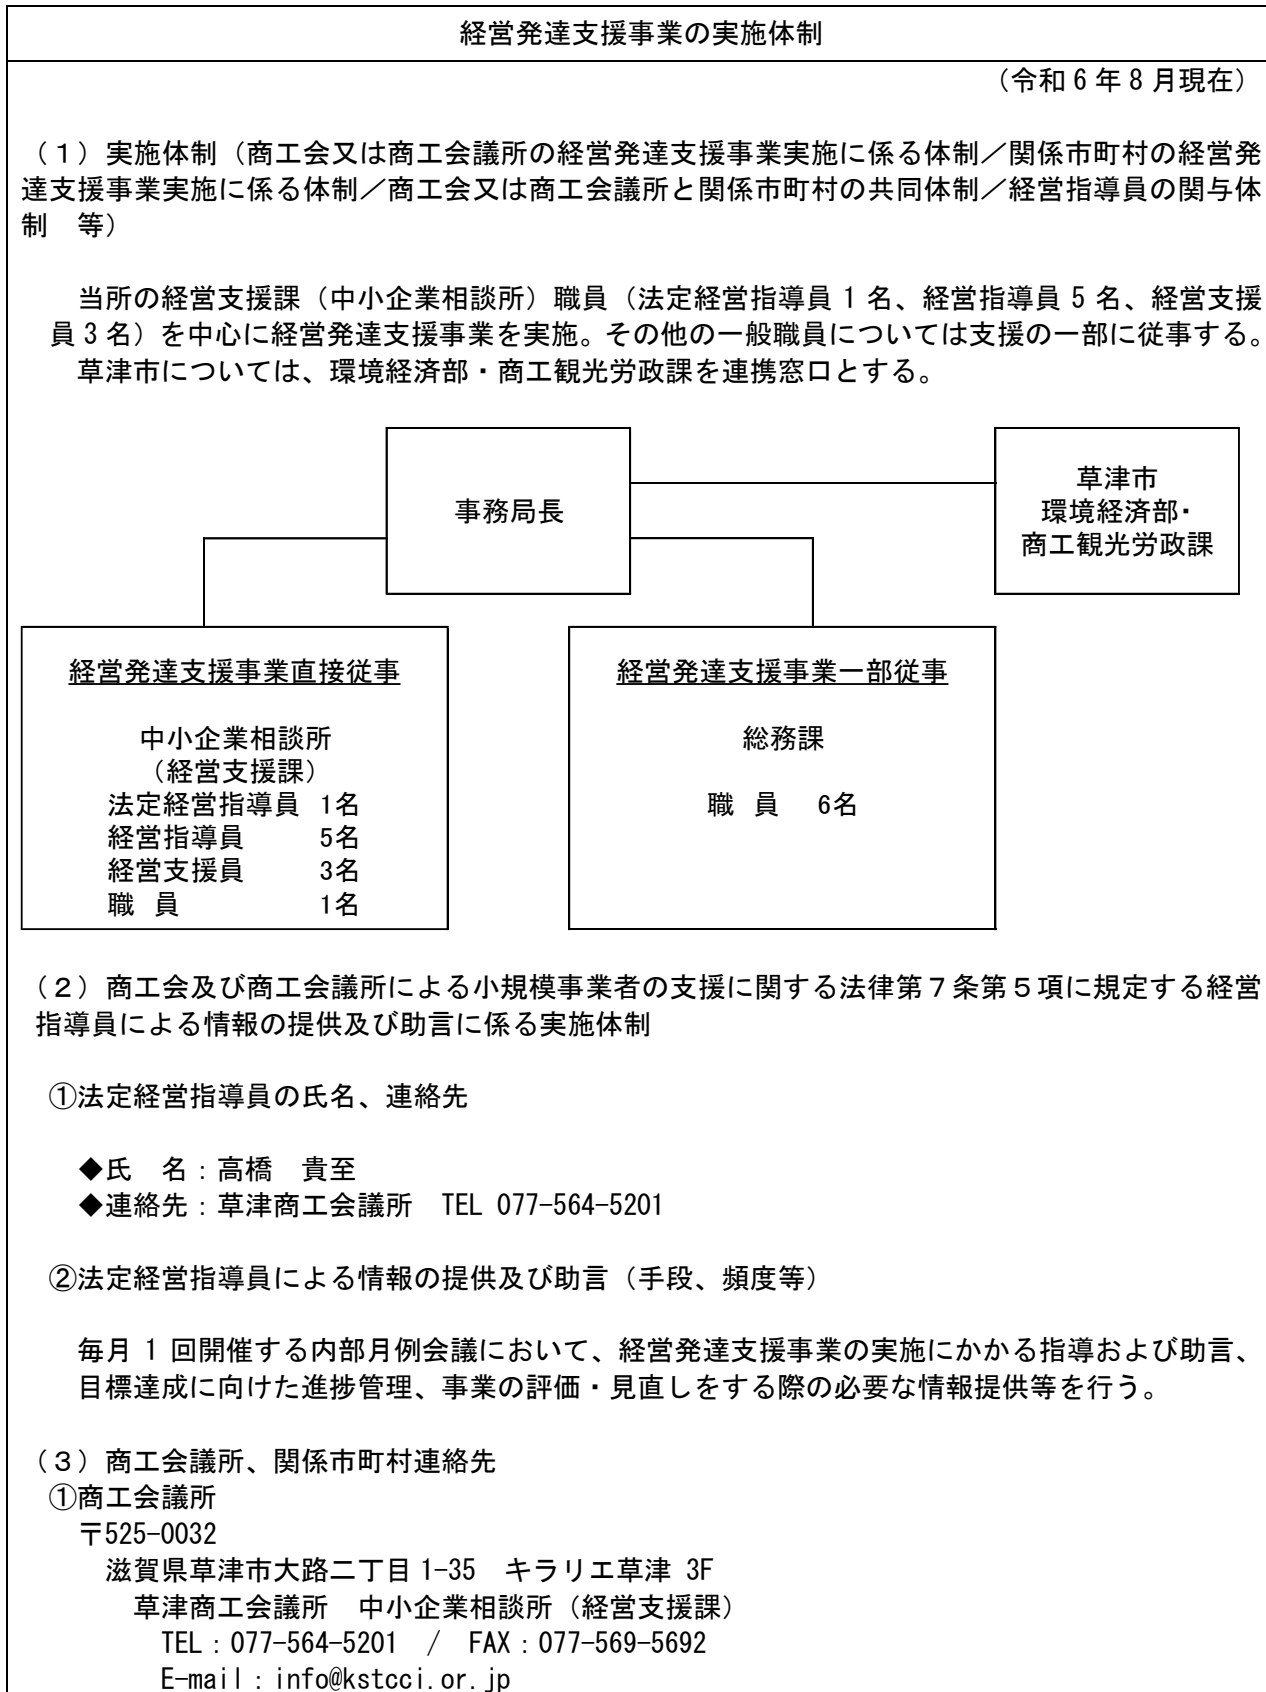 経営発達支援事業の実施体制
（令和6年8月現在）
（１）実施体制（商工会又は商工会議所の経営発達支援事業実施に係る体制／関係市町村の経営発
達支援事業実施に係る体制／商工会又は商工会議所と関係市町村の共同体制／経営指導員の関与体
制　等）
当所の経営支援課（中小企業相談所）職員（法定経営指導員1名、経営指導員5名、経営支援
員3名）を中心に経営発達支援事業を実施。その他の一般職員については支援の一部に従事する。
草津市については、環境経済部・商工観光労政課を連携窓口とする。
事務局長
草津市
環境経済部・
商工観光労政課
経営発達支援事業直接従事
中小企業相談所
（経営支援課）
法定経営指導員 1名
経営指導員 5名
経営支援員 3名
職 員 1名
経営発達支援事業一部従事
総務課
職 員 6名
（２）商工会及び商工会議所による小規模事業者の支援に関する法律第７条第５項に規定する経営
指導員による情報の提供及び助言に係る実施体制
①法定経営指導員の氏名、連絡先
◆氏　名：高橋　貴至
◆連絡先：草津商工会議所　TEL 077-564-5201
②法定経営指導員による情報の提供及び助言（手段、頻度等）
毎月1回開催する内部月例会議において、経営発達支援事業の実施にかかる指導および助言、
目標達成に向けた進捗管理、事業の評価・見直しをする際の必要な情報提供等を行う。
（３）商工会議所、関係市町村連絡先
①商工会議所
〒525-0032
滋賀県草津市大路二丁目1-35　キラリエ草津 3F
草津商工会議所　中小企業相談所（経営支援課）
TEL：077-564-5201　/　FAX：077-569-5692
E-mail：info@kstcci.or.jp